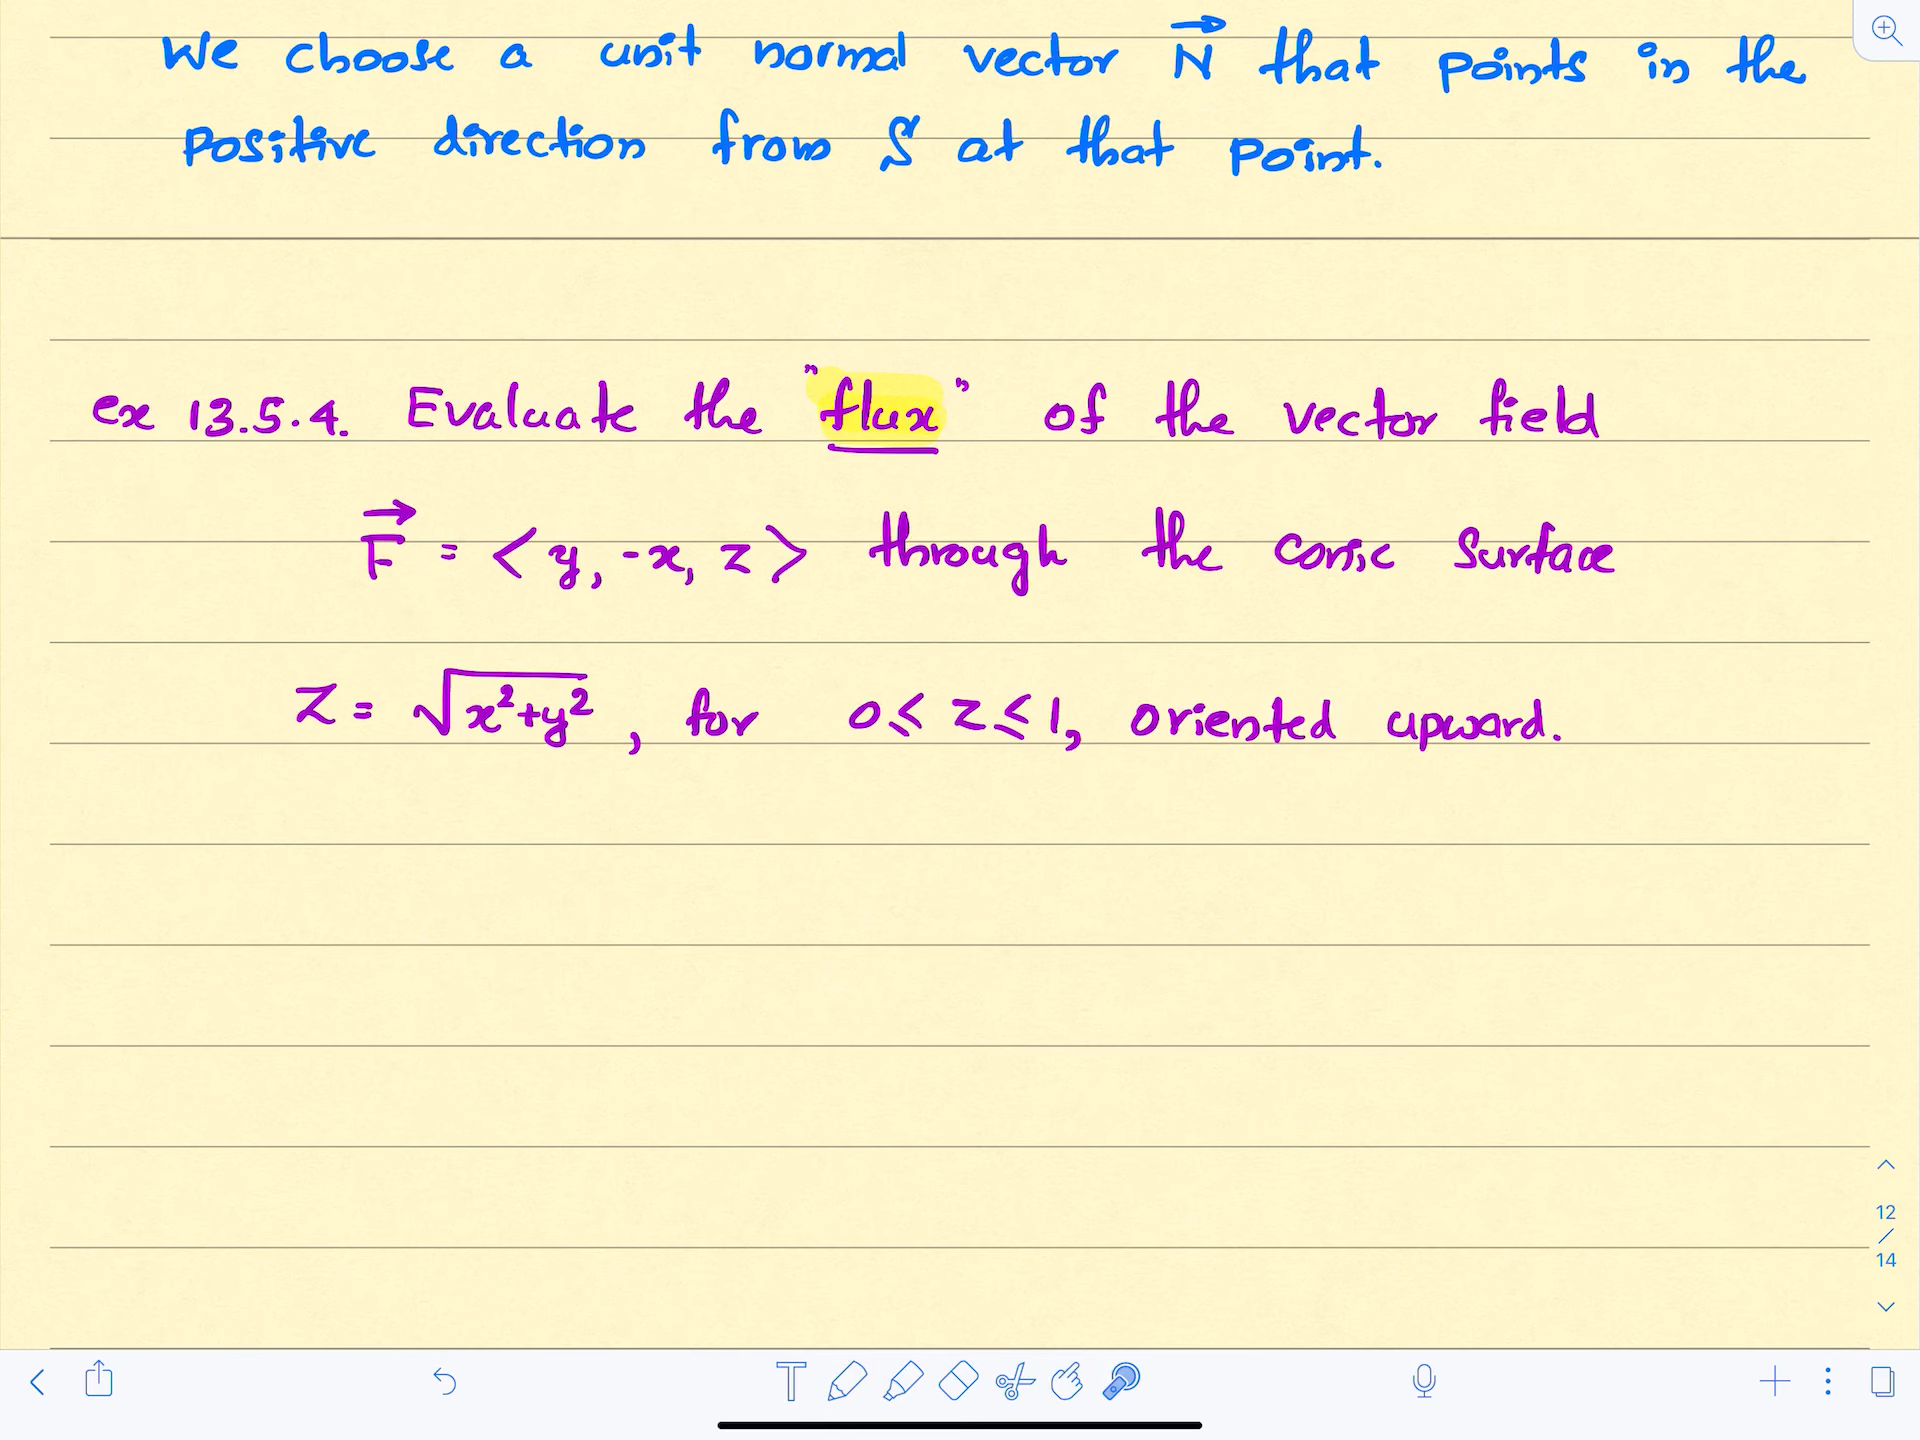 We choose a unit normal vector N⃗ that points in the
positive direction from S at that point.
ex 13.5.4. Evaluate the "flux" of the vector field
F⃗ = <y, -x, z> through the conic surface
z = √(x²+y²), for 0 ≤ z ≤ 1, oriented upward.
12
/
14